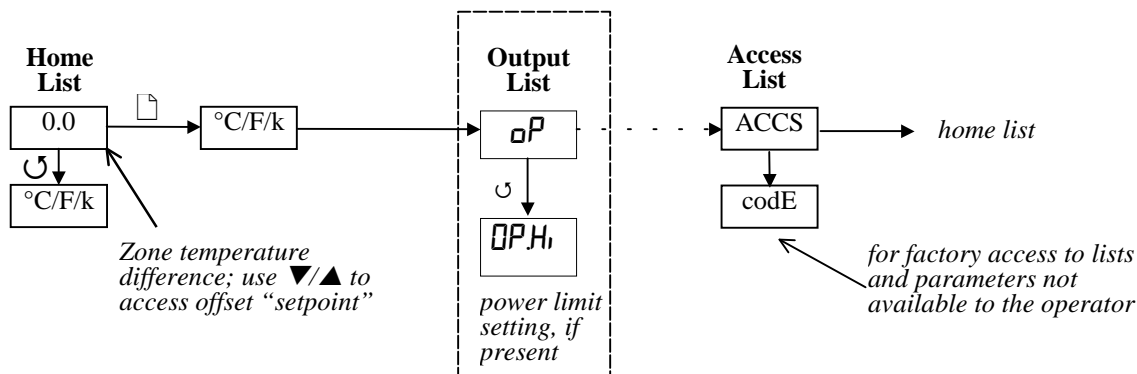 Home
List
0.0
°C/F/k
°C/F/k
Zone temperature
difference; use ▼/▲ to
access offset “setpoint”
Output
List
oP
OP.Hi
power limit
setting, if
present
Access
List
ACCS
codE
home list
for factory access to lists
and parameters not
available to the operator